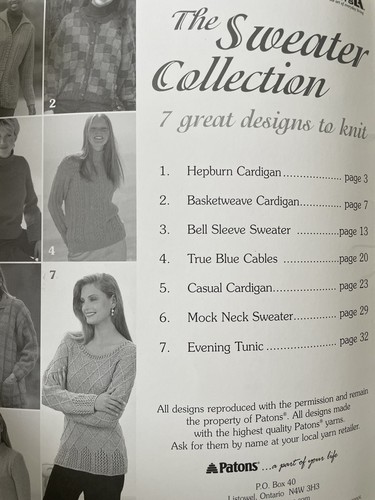 The Sweater
Collection
7 great designs to knit
1. Hepburn Cardigan.................. page 3
2. Basketweave Cardigan............ page 7
3. Bell Sleeve Sweater .............page 13
4. True Blue Cables ..................page 20
5. Casual Cardigan...................page 23
6. Mock Neck Sweater.............page 29
7. Evening Tunic .....................page 32
All designs reproduced with the permission and remain
the property of Patons®. All designs made
with the highest quality Patons® yarns.
Ask for them by name at your local yarn retailer.
Patons® ...a part of your life
P.O. Box 40
Listowel, Ontario N4W 3H3
2
4
7